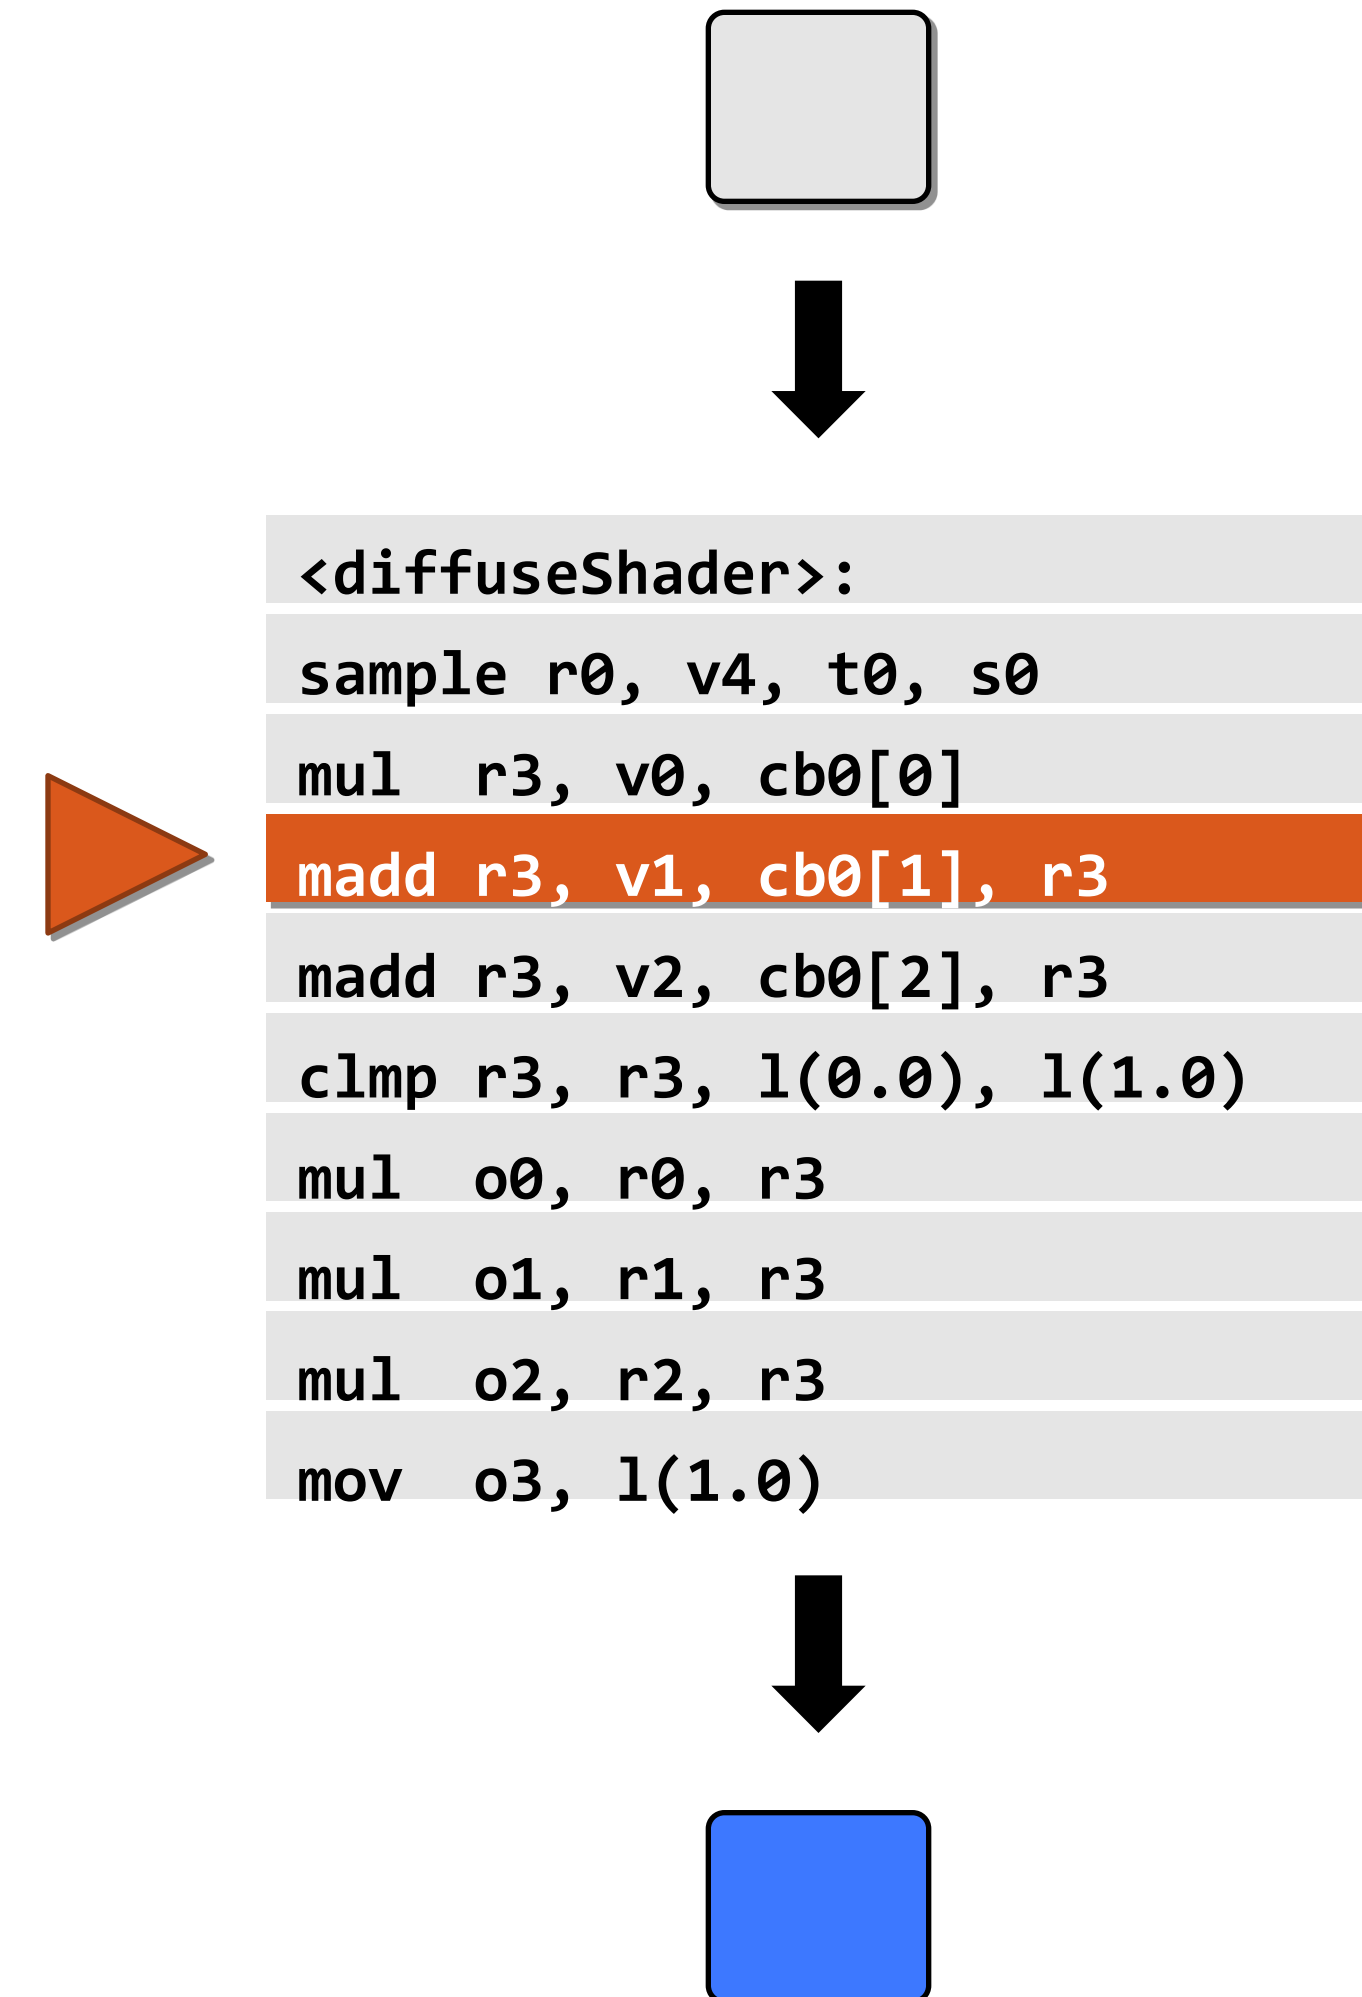 <diffuseShader>:
sample r0, v4, t0, s0
mul  r3, v0, cb0[0]
madd r3, v1, cb0[1], r3
madd r3, v2, cb0[2], r3
clmp r3, r3, l(0.0), l(1.0)
mul  o0, r0, r3
mul  o1, r1, r3
mul  o2, r2, r3
mov  o3, l(1.0)